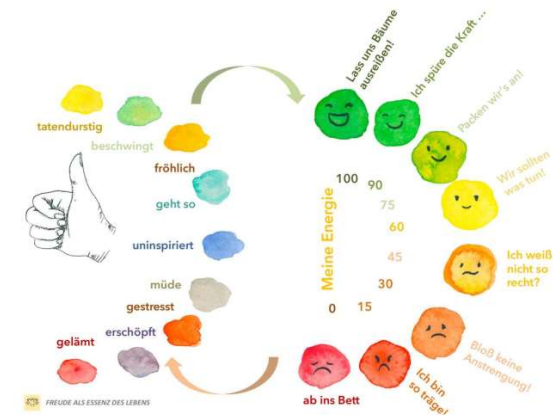 Lass uns Bäume
ausreißen!
Ich spüre die Kraft ...
Packen wir's an!
Wir sollten
was tun!
Ich weiß
nicht so
recht?
Bloß keine
Anstrengung!
Ich bin
so träge!
ab ins Bett
Meine Energie
100
90
75
60
45
30
15
0
tatendurstig
beschwingt
fröhlich
geht so
uninspiriert
müde
gestresst
erschöpft
gelämt
FREUDE ALS ESSENZ DES LEBENS